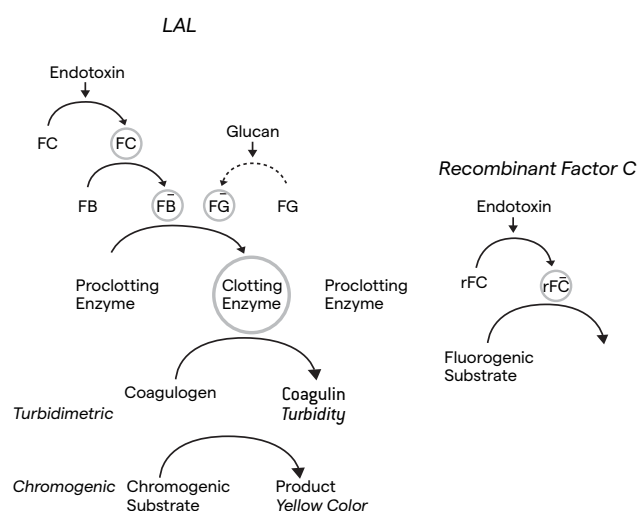 LAL
Endotoxin
FC
FC
Glucan
FB
FB̄
FḠ
FG
Proclotting
Enzyme
Clotting
Enzyme
Proclotting
Enzyme
Coagulogen
Coagulin
Turbidity
Turbidimetric
Chromogenic
Chromogenic
Substrate
Product
Yellow Color
Recombinant Factor C
Endotoxin
rFC
rFC̄
Fluorogenic
Substrate